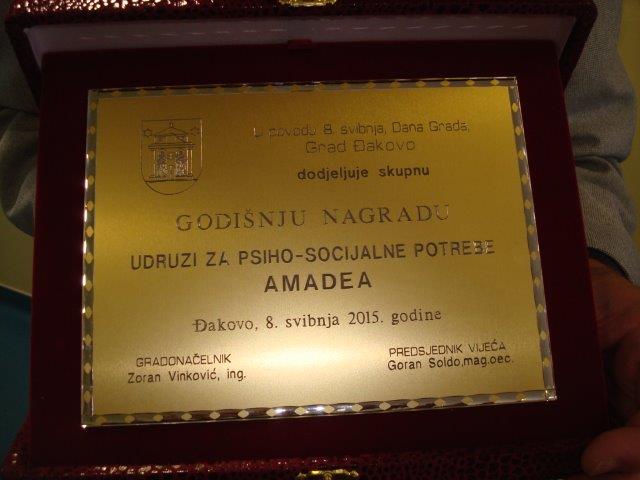 U povodu 8. svibnja, Dana Grada,
Grad Đakovo
dodjeljuje skupnu
GODIŠNJU NAGRADU
UDRUZI ZA PSIHO-SOCIJALNE POTREBE
AMADEA
Đakovo, 8. svibnja 2015. godine
GRADONAČELNIK
Zoran Vinković, ing.
PREDSJEDNIK VIJEĆA
Goran Soldo,mag.oec.